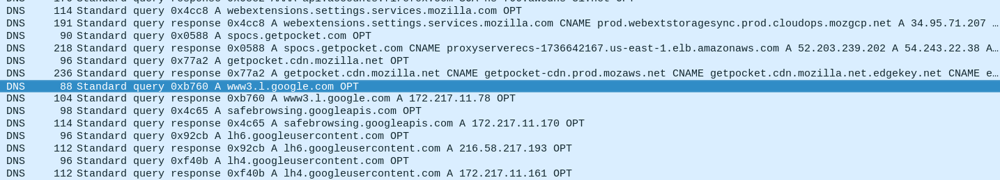 DNS 114 Standard query 0x4cc8 A webextensions.settings.services.mozilla.com OPT
DNS 191 Standard query response 0x4cc8 A webextensions.settings.services.mozilla.com CNAME prod.webextstoragesync.prod.cloudops.mozgcp.net A 34.95.71.207 …
DNS 90 Standard query 0x0588 A spocs.getpocket.com OPT
DNS 218 Standard query response 0x0588 A spocs.getpocket.com CNAME proxyserverecs-1736642167.us-east-1.elb.amazonaws.com A 52.203.239.202 A 54.243.22.38 A…
DNS 96 Standard query 0x77a2 A getpocket.cdn.mozilla.net OPT
DNS 236 Standard query response 0x77a2 A getpocket.cdn.mozilla.net CNAME getpocket-cdn.prod.mozaws.net CNAME getpocket.cdn.mozilla.net.edgekey.net CNAME e…
DNS 88 Standard query 0xb760 A www3.l.google.com OPT
DNS 104 Standard query response 0xb760 A www3.l.google.com A 172.217.11.78 OPT
DNS 98 Standard query 0x4c65 A safebrowsing.googleapis.com OPT
DNS 114 Standard query response 0x4c65 A safebrowsing.googleapis.com A 172.217.11.170 OPT
DNS 96 Standard query 0x92cb A lh6.googleusercontent.com OPT
DNS 112 Standard query response 0x92cb A lh6.googleusercontent.com A 216.58.217.193 OPT
DNS 96 Standard query 0xf40b A lh4.googleusercontent.com OPT
DNS 112 Standard query response 0xf40b A lh4.googleusercontent.com A 172.217.11.161 OPT